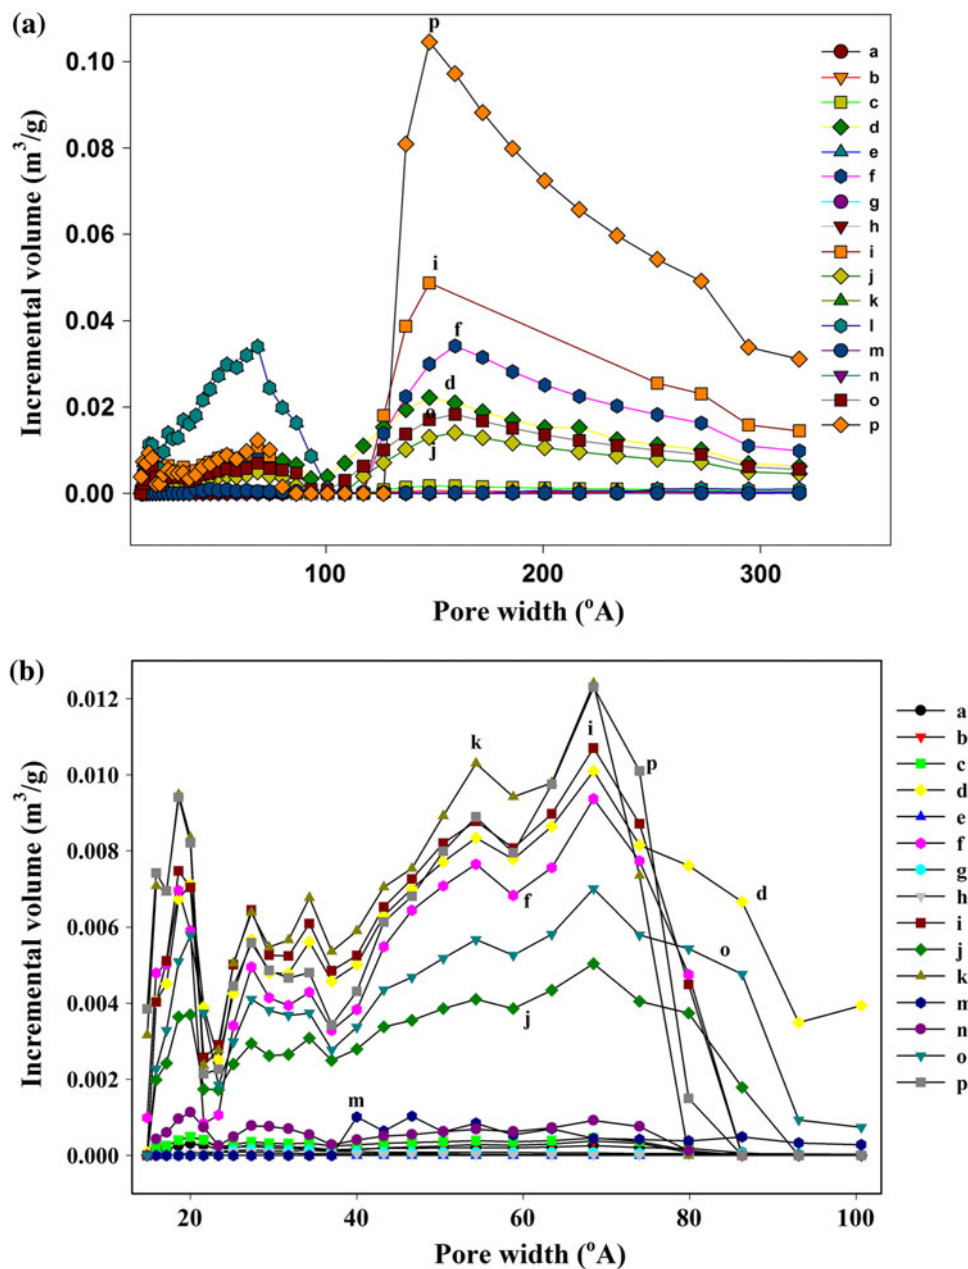 (a)
p
i
f
d
o
j
0.10
0.08
0.06
0.04
0.02
0.00
Incremental volume (m³/g)
100
200
300
Pore width (ºA)
a
b
c
d
e
f
g
h
i
j
k
l
m
n
o
p
(b)
k
i
p
d
f
o
j
m
0.012
0.010
0.008
0.006
0.004
0.002
0.000
Incremental volume (m³/g)
20
40
60
80
100
Pore width (ºA)
a
b
c
d
e
f
g
h
i
j
k
m
n
o
p